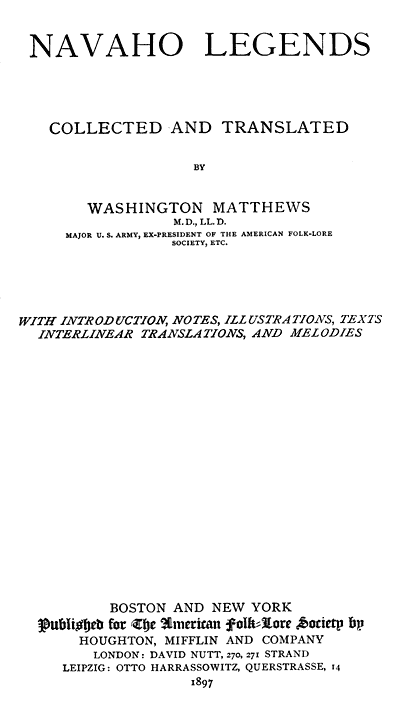 NAVAHO LEGENDS
COLLECTED AND TRANSLATED
BY
WASHINGTON MATTHEWS
M. D., LL. D.
MAJOR U. S. ARMY, EX-PRESIDENT OF THE AMERICAN FOLK-LORE
SOCIETY, ETC.
WITH INTRODUCTION, NOTES, ILLUSTRATIONS, TEXTS
INTERLINEAR TRANSLATIONS, AND MELODIES
BOSTON AND NEW YORK
Published for The American Folk-Lore Society by
HOUGHTON, MIFFLIN AND COMPANY
LONDON: DAVID NUTT, 270, 271 STRAND
LEIPZIG: OTTO HARRASSOWITZ, QUERSTRASSE, 14
1897